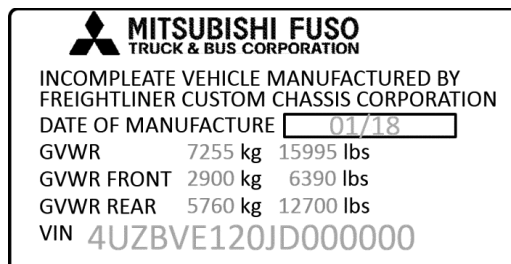 MITSUBISHI FUSO
TRUCK & BUS CORPORATION
INCOMPLEATE VEHICLE MANUFACTURED BY
FREIGHTLINER CUSTOM CHASSIS CORPORATION
DATE OF MANUFACTURE 01/18
GVWR 7255 kg 15995 lbs
GVWR FRONT 2900 kg 6390 lbs
GVWR REAR 5760 kg 12700 lbs
VIN 4UZBVE120JD000000